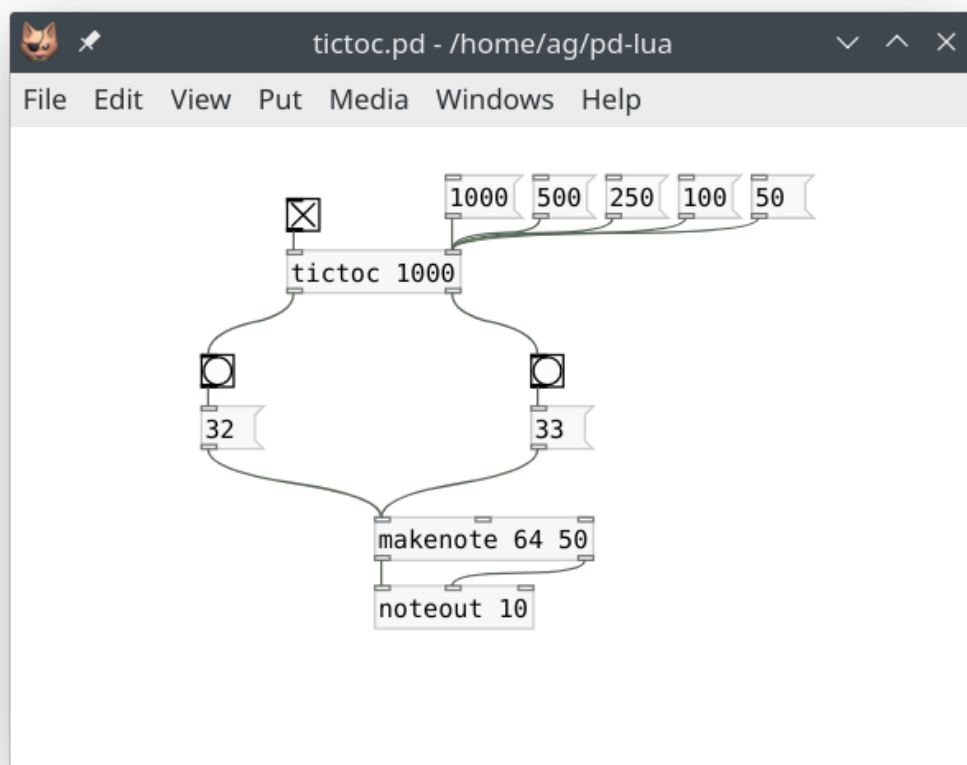 tictoc.pd - /home/ag/pd-lua
File Edit View Put Media Windows Help
1000 500 250 100 50
tictoc 1000
32 33
makenote 64 50
noteout 10